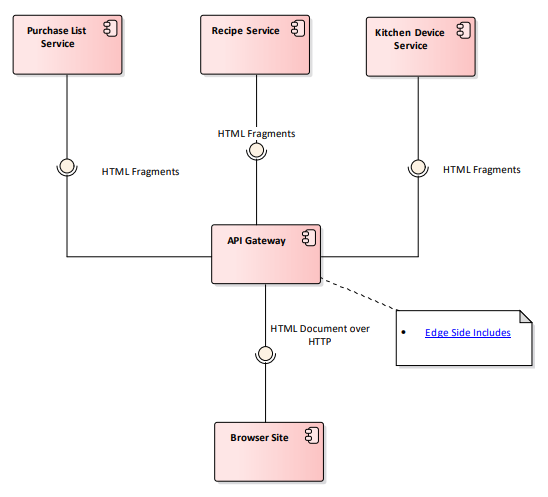 Purchase List
Service
Recipe Service
Kitchen Device
Service
HTML Fragments
HTML Fragments
HTML Fragments
API Gateway
HTML Document over
HTTP
• Edge Side Includes
Browser Site